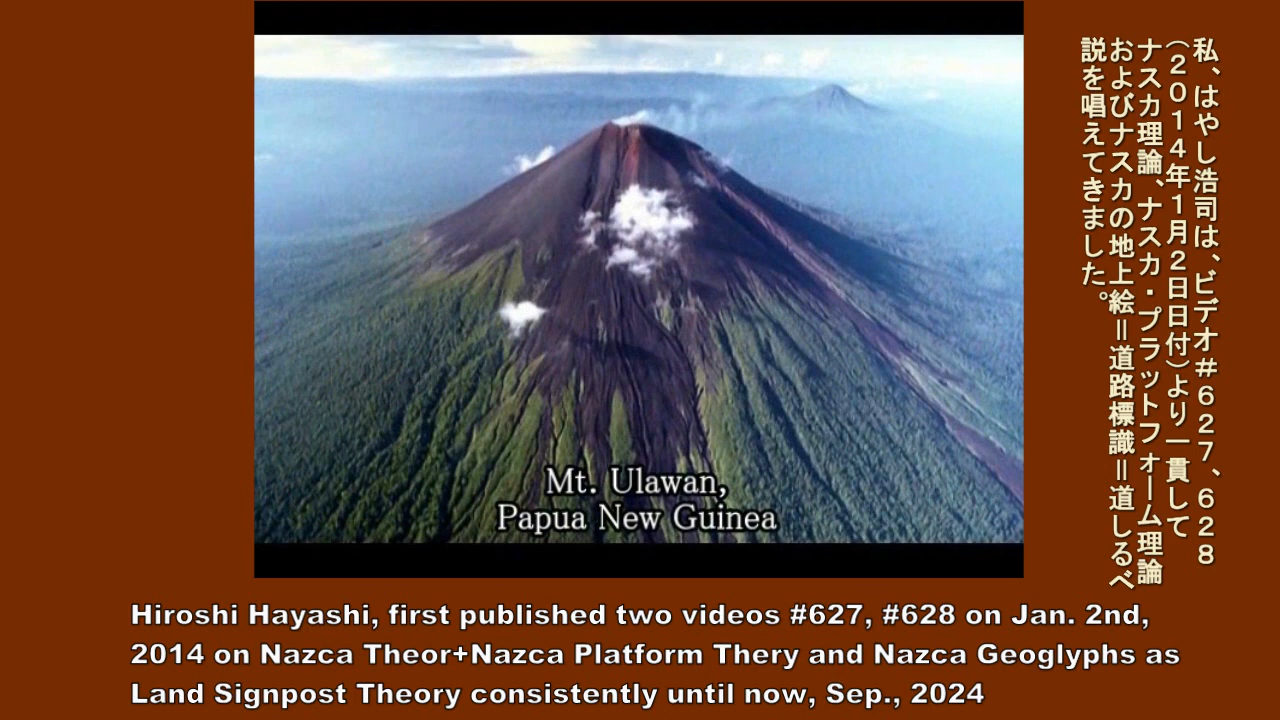 Mt. Ulawan,
Papua New Guinea
私、はやし浩司は、ビデオ＃６２７、６２８
（２０１４年１月２日日付）より一貫して
ナスカ理論、ナスカ・プラットフォーム理論
およびナスカの地上絵＝道路標識＝道しるべ
説を唱えてきました。
Hiroshi Hayashi, first published two videos #627, #628 on Jan. 2nd,
2014 on Nazca Theor+Nazca Platform Thery and Nazca Geoglyphs as
Land Signpost Theory consistently until now, Sep., 2024